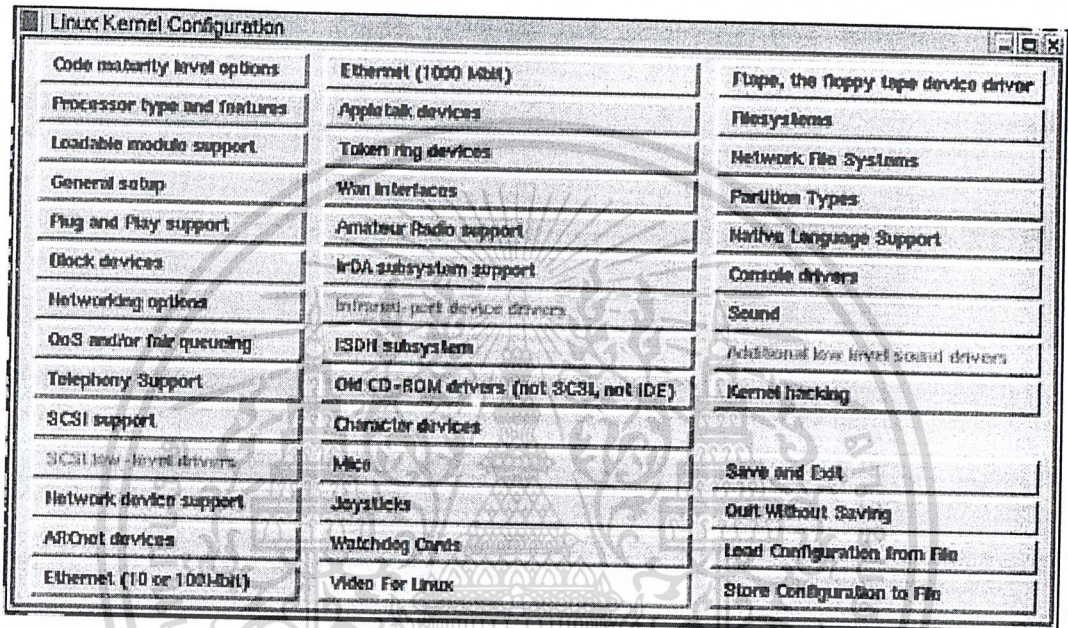 Linux Kernel Configuration
Code maturity level options
Processor type and features
Loadable module support
General setup
Plug and Play support
Block devices
Networking options
QoS and/or fair queueing
Telephony Support
SCSI support
SCSI low-level drivers
Network device support
ARCnet devices
Ethernet (10 or 100Mbit)
Ethernet (1000 Mbit)
Appletalk devices
Token ring devices
Wan interfaces
Amateur Radio support
IrDA subsystem support
Infrared-port device drivers
ISDN subsystem
Old CD-ROM drivers (not SCSI, not IDE)
Character devices
Mice
Joysticks
Watchdog Cards
Video For Linux
Ftape, the floppy tape device driver
Filesystems
Network File Systems
Partition Types
Native Language Support
Console drivers
Sound
Additional low level sound drivers
Kernel hacking
Save and Exit
Quit Without Saving
Load Configuration from File
Store Configuration to File